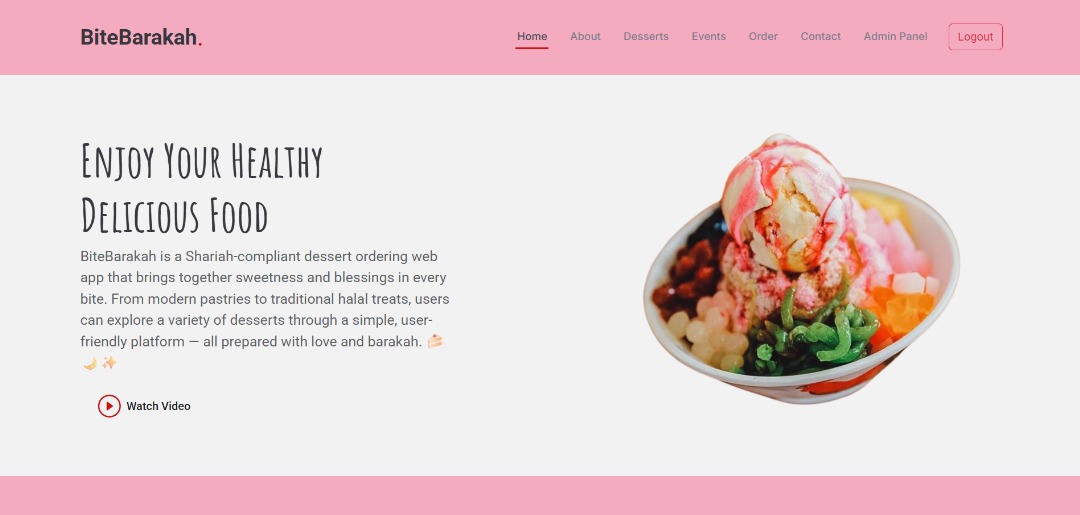 BiteBarakah.
Home About Desserts Events Order Contact Admin Panel Logout
Enjoy Your Healthy
Delicious Food
BiteBarakah is a Shariah-compliant dessert ordering web
app that brings together sweetness and blessings in every
bite. From modern pastries to traditional halal treats, users
can explore a variety of desserts through a simple, user-
friendly platform — all prepared with love and barakah. 🍰
🌙 ✨
Watch Video